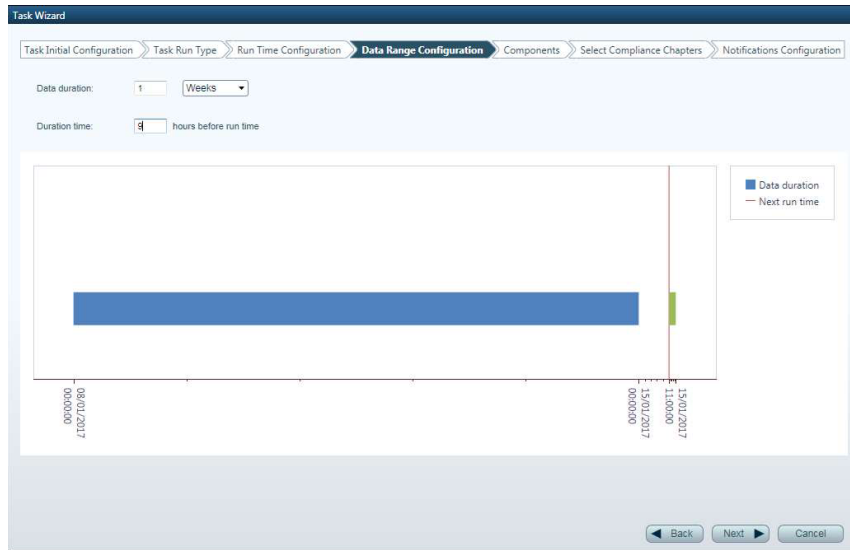 Task Wizard
Task Initial Configuration
Task Run Type
Run Time Configuration
Data Range Configuration
Components
Select Compliance Chapters
Notifications Configuration
Data duration: 1 Weeks
Duration time: 9 hours before run time
Data duration
Next run time
08/01/2017
00:00:00
15/01/2017
00:00:00
15/01/2017
11:00:00
Back
Next
Cancel